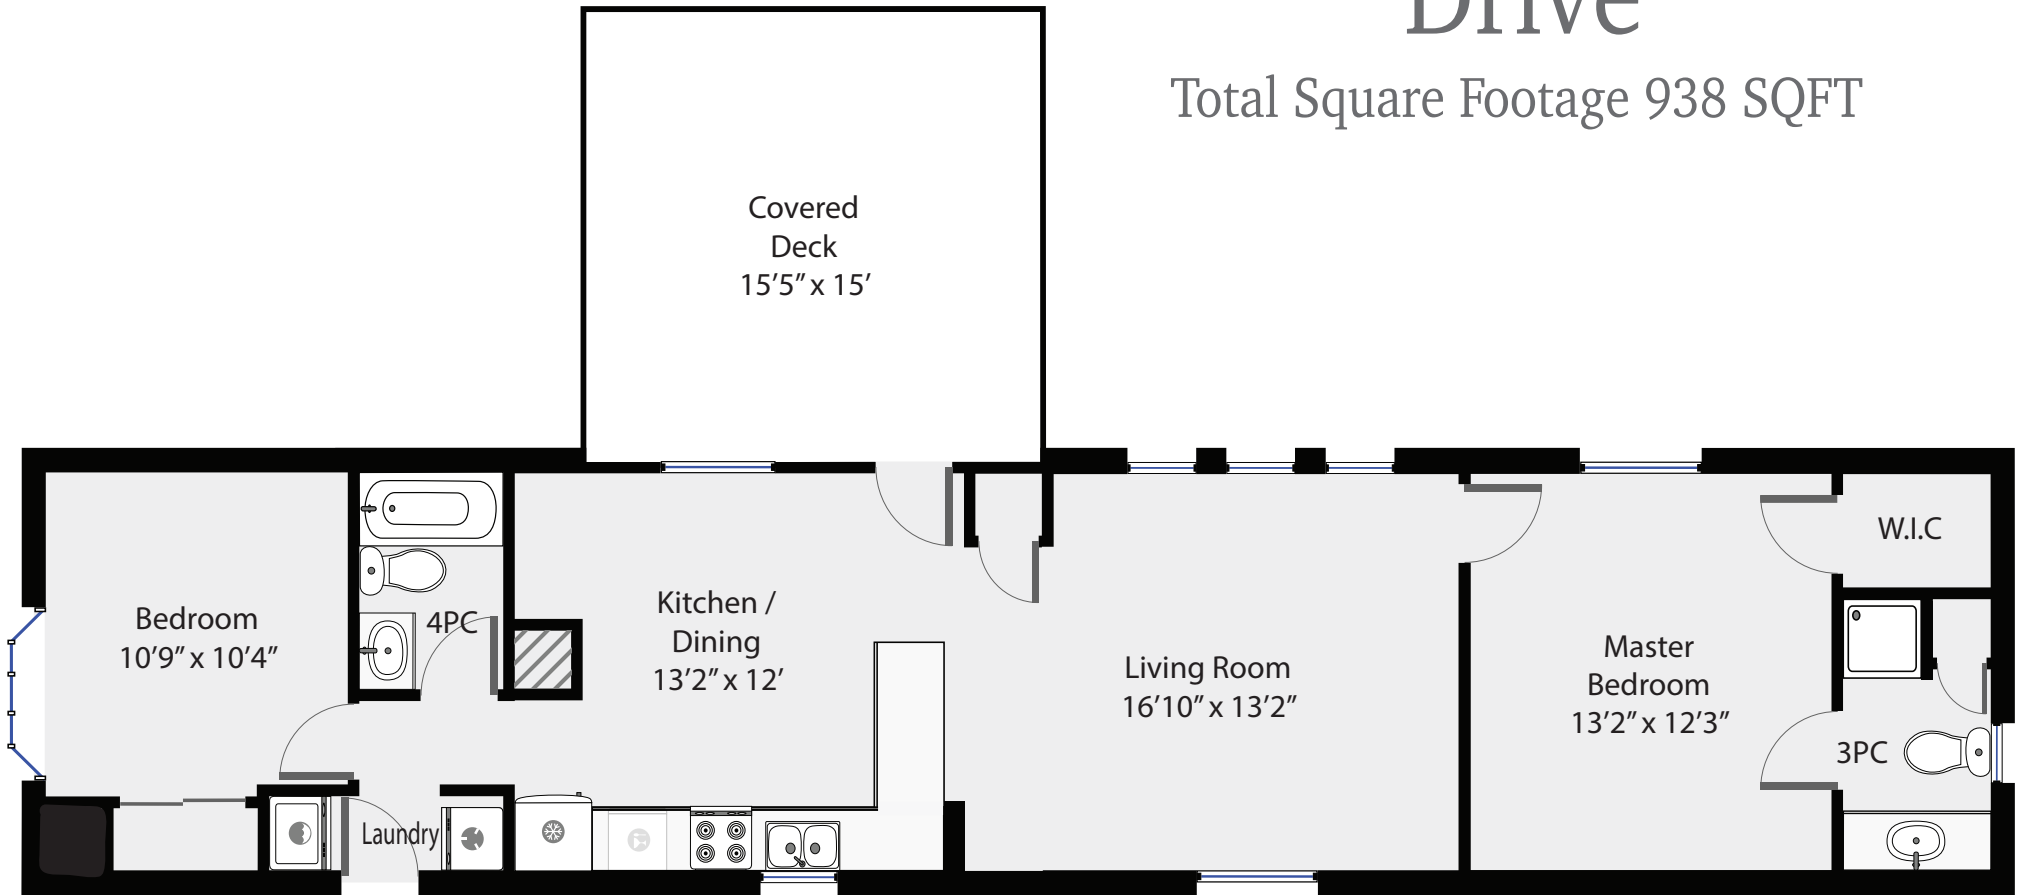 Drive
Total Square Footage 938 SQFT
Covered
Deck
15'5" x 15'
Bedroom
10'9" x 10'4"
4PC
Kitchen /
Dining
13'2" x 12'
Living Room
16'10" x 13'2"
Master
Bedroom
13'2" x 12'3"
W.I.C
3PC
Laundry